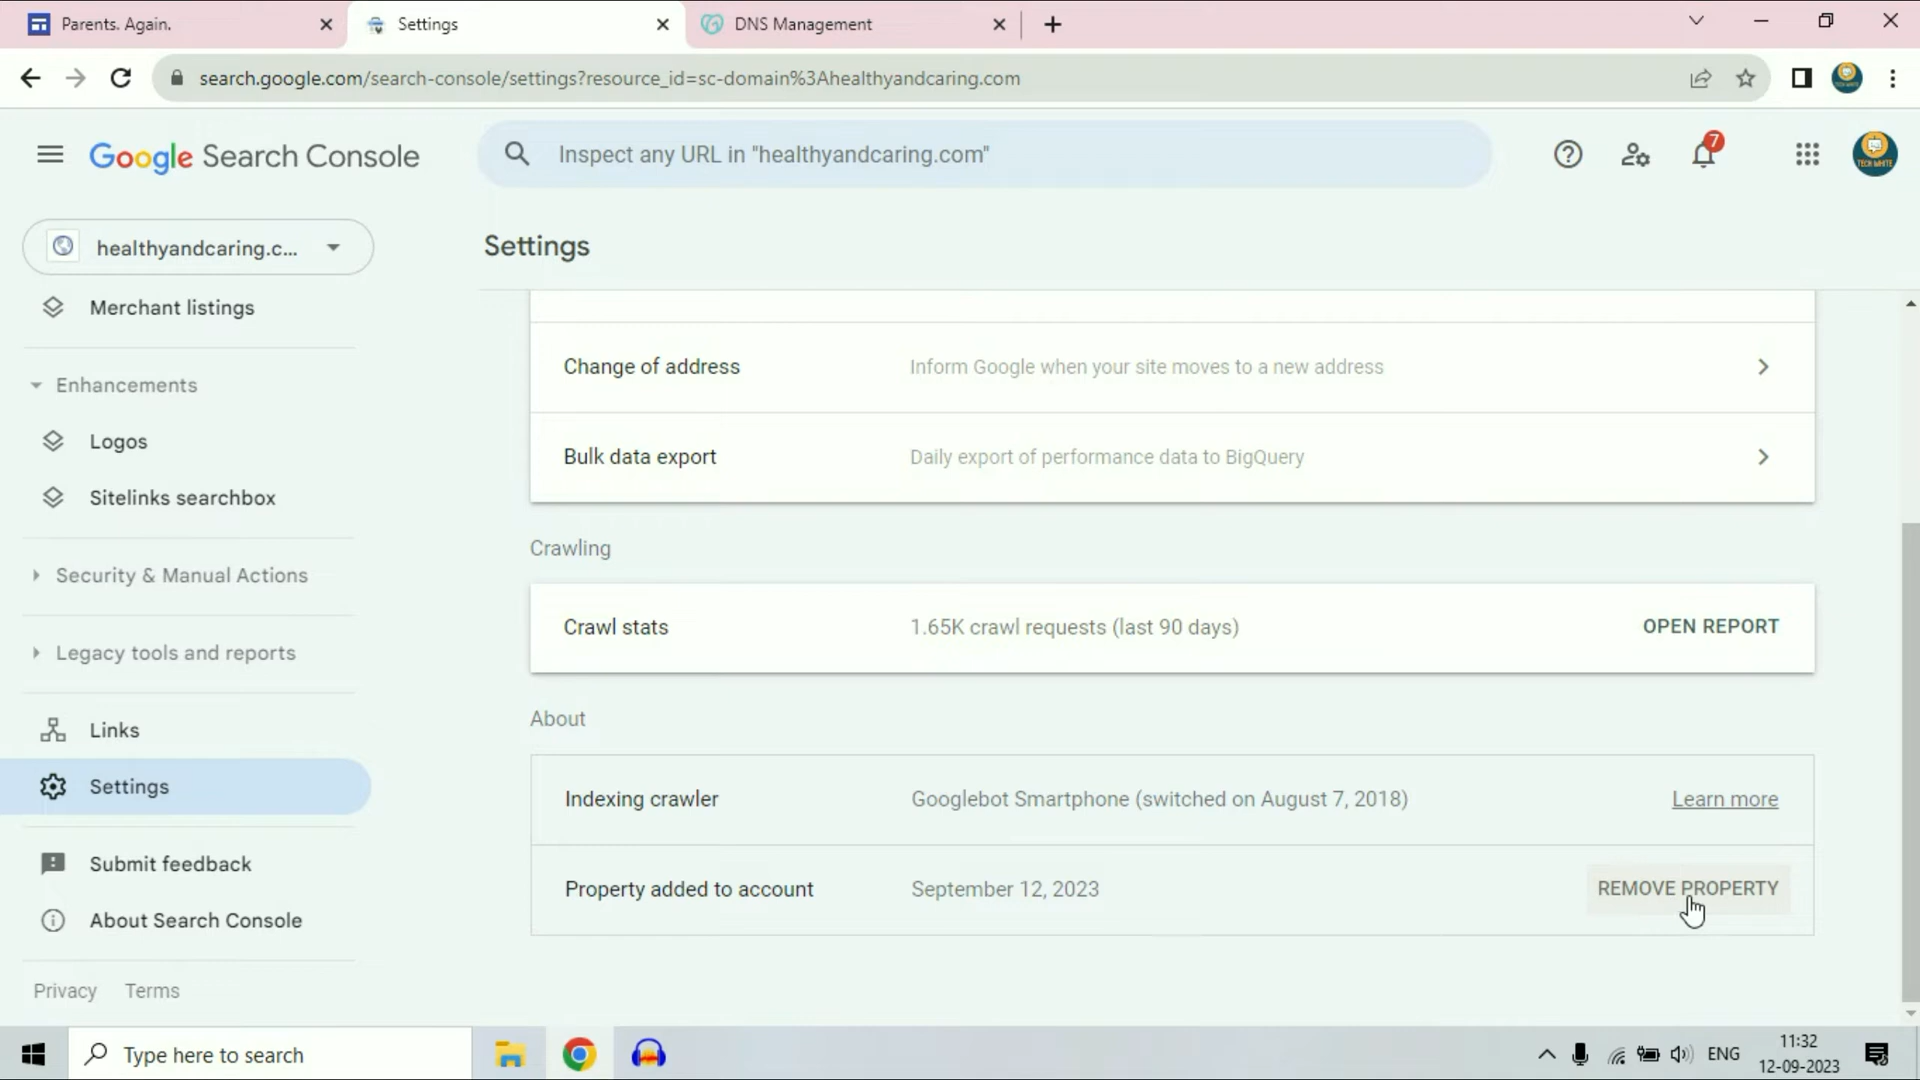 Parents. Again.
Settings
DNS Management
search.google.com/search-console/settings?resource_id=sc-domain%3Ahealthyandcaring.com
Google Search Console
Inspect any URL in "healthyandcaring.com"
7
TECH WHITE
healthyandcaring.c...
Settings
Merchant listings
Enhancements
Logos
Sitelinks searchbox
Security & Manual Actions
Legacy tools and reports
Links
Settings
Submit feedback
About Search Console
Privacy Terms
Change of address Inform Google when your site moves to a new address
Bulk data export Daily export of performance data to BigQuery
Crawling
Crawl stats 1.65K crawl requests (last 90 days) OPEN REPORT
About
Indexing crawler Googlebot Smartphone (switched on August 7, 2018) Learn more
Property added to account September 12, 2023 REMOVE PROPERTY
Type here to search
ENG
11:32
12-09-2023